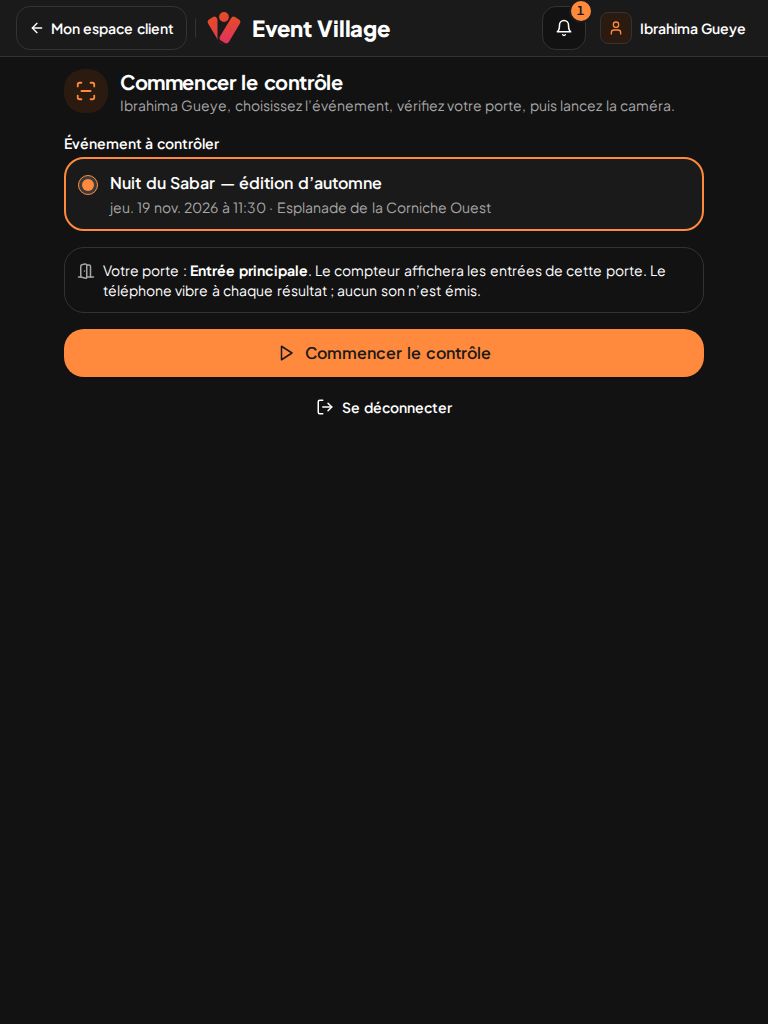 Mon espace client
Event Village
1
Ibrahima Gueye
Commencer le contrôle
Ibrahima Gueye, choisissez l’événement, vérifiez votre porte, puis lancez la caméra.
Événement à contrôler
Nuit du Sabar — édition d’automne
jeu. 19 nov. 2026 à 11:30 · Esplanade de la Corniche Ouest
Votre porte : Entrée principale. Le compteur affichera les entrées de cette porte. Le
téléphone vibre à chaque résultat ; aucun son n’est émis.
Commencer le contrôle
Se déconnecter